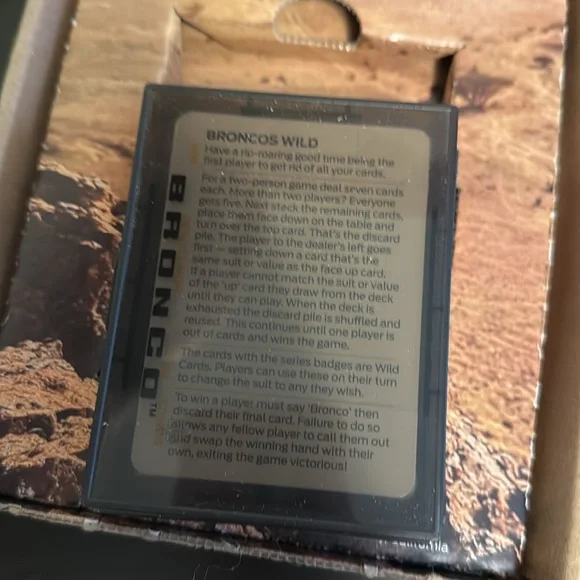 BRONCOS WILD
Have a rip-roaring good time being the
first player to get rid of all your cards.
For a two-person game deal seven cards
each. More than two players? Everyone
gets five. Next stack the remaining cards,
place them face down on the table and
turn over the top card. That's the discard
pile. The player to the dealer's left goes
first — setting down a card that's the
same suit or value as the face up card.
If a player cannot match the suit or value
of the 'up' card they draw from the deck
until they can play. When the deck is
exhausted the discard pile is shuffled and
reused. This continues until one player is
out of cards and wins the game.
The cards with the series badges are Wild
Cards. Players can use these on their turn
to change the suit to any they wish.
To win a player must say 'Bronco' then
discard their final card. Failure to do so
allows any fellow player to call them out
and swap the winning hand with their
own, exiting the game victorious!
BRONCO™